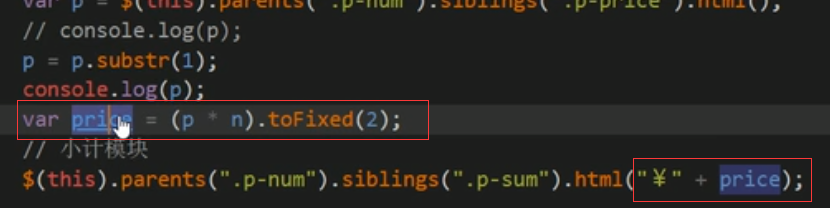 var p = $(this).parents(".p-num").siblings(".p-price").html();
// console.log(p);
p = p.substr(1);
console.log(p);
var price = (p * n).toFixed(2);
// 小计模块
$(this).parents(".p-num").siblings(".p-sum").html("￥" + price);